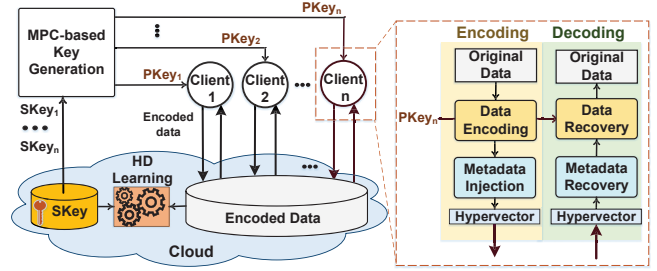 MPC-based
Key
Generation
PKeyn
PKey2
PKey1
Client
1
Client
2
Client
n
SKey1
SKeyn
Encoded
data
HD
Learning
SKey
Encoded Data
Cloud
Encoding
Decoding
Original
Data
Original
Data
PKeyn
Data
Encoding
Data
Recovery
Metadata
Injection
Metadata
Recovery
Hypervector
Hypervector